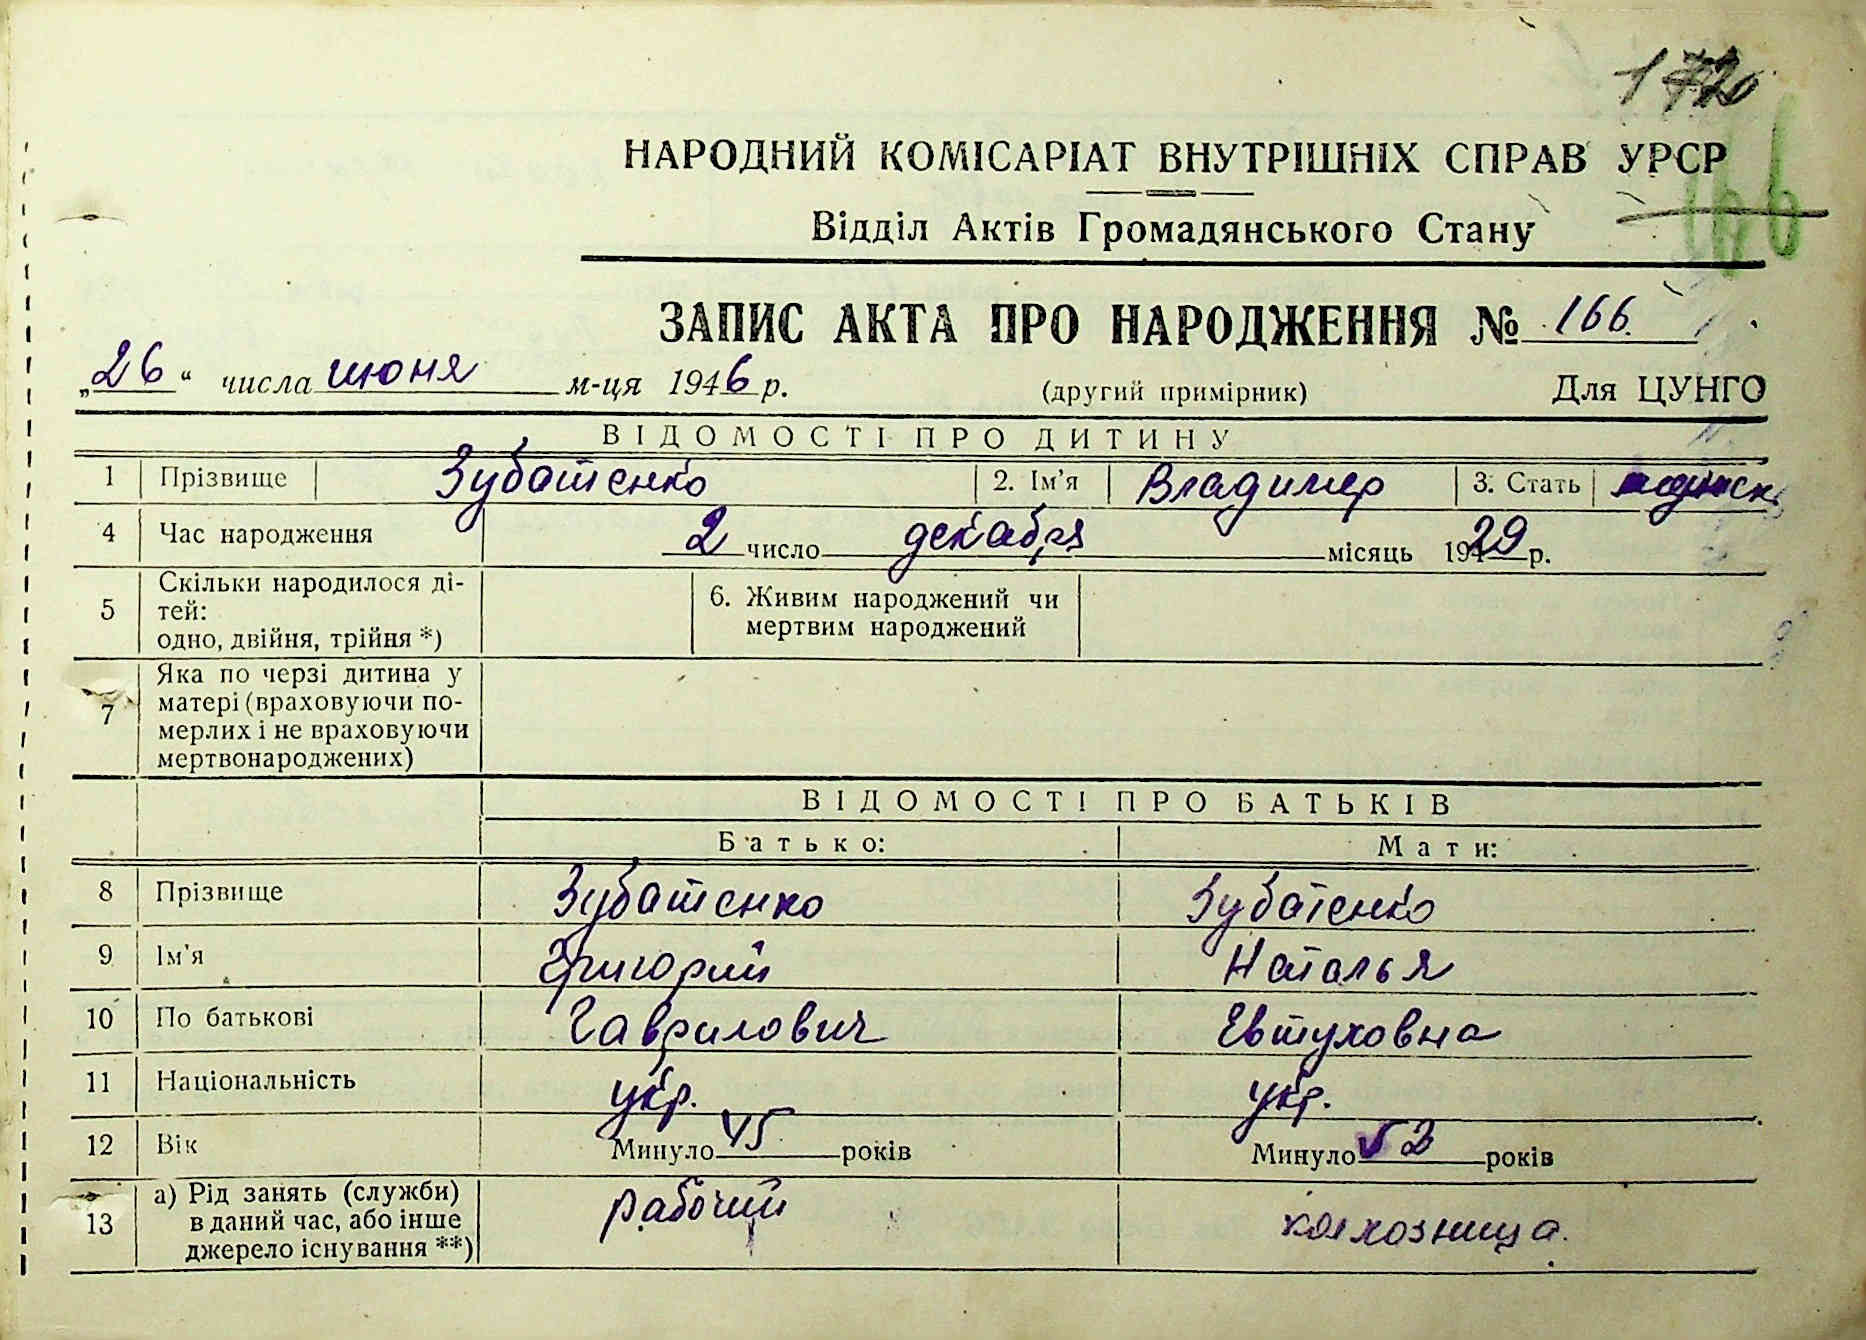 НАРОДНИЙ КОМІСАРІАТ ВНУТРІШНІХ СПРАВ УРСР
166
Відділ Актів Громадянського Стану
ЗАПИС АКТА ПРО НАРОДЖЕННЯ № 166.
„26“ числа июня м-ця 1946 р. (другий примірник) Для ЦУНГО
ВІДОМОСТІ ПРО ДИТИНУ
1 Прізвище Зубатенко 2. Ім'я Владимер 3. Стать
4 Час народження 2 число декабря місяць 1929 р.
5 Скільки народилося ді-
тей:
одно, двійня, трійня *)
6. Живим народжений чи
мертвим народжений
7 Яка по черзі дитина у
матері (враховуючи по-
мерлих і не враховуючи
мертвонароджених)
ВІДОМОСТІ ПРО БАТЬКІВ
Батько: Мати:
8 Прізвище Зубатенко Зубатенко
9 Ім'я Григорий Наталья
10 По батькові Гаврилович Евтуховна
11 Національність укр. укр.
12 Вік Минуло 45 років Минуло років
13 а) Рід занять (служби)
в даний час, або інше
джерело існування **)
рабочий колхозница.